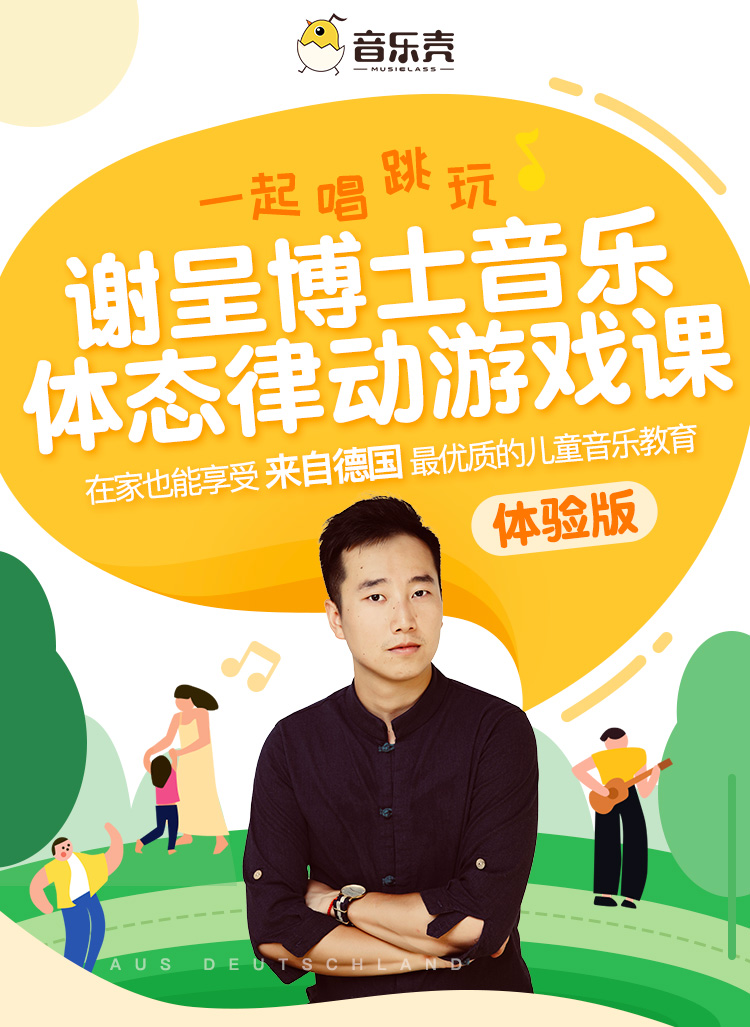 音乐壳
MUSICLASS
一起唱跳玩
谢呈博士音乐
体态律动游戏课
在家也能享受 来自德国 最优质的儿童音乐教育
体验版
AUS DEUTSCHLAND